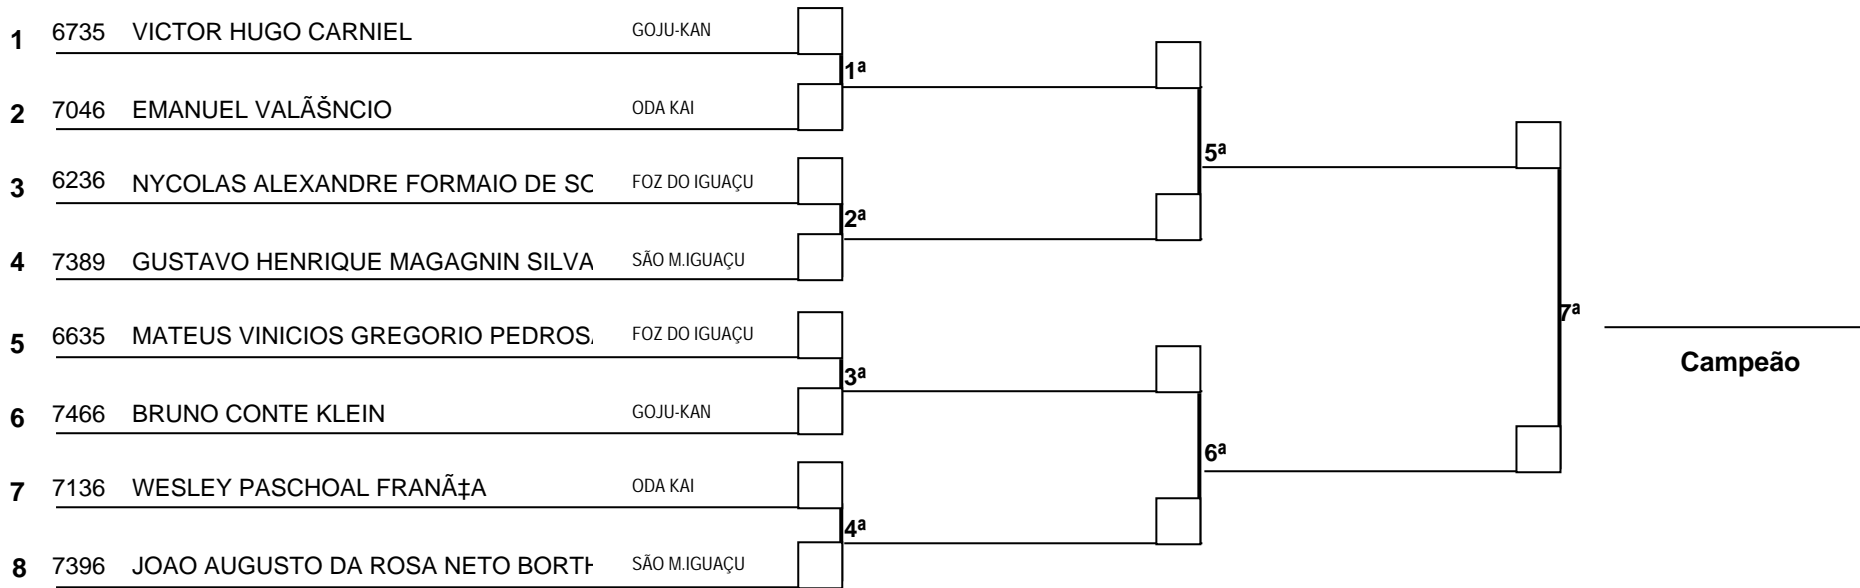 1 6735 VICTOR HUGO CARNIEL GOJU-KAN
1ª
2 7046 EMANUEL VALÃŠNCIO ODA KAI
5ª
3 6236 NYCOLAS ALEXANDRE FORMAIO DE SC FOZ DO IGUAÇU
2ª
4 7389 GUSTAVO HENRIQUE MAGAGNIN SILVA SÃO M.IGUAÇU
7ª
5 6635 MATEUS VINICIOS GREGORIO PEDROS FOZ DO IGUAÇU
Campeão
3ª
6 7466 BRUNO CONTE KLEIN GOJU-KAN
6ª
7 7136 WESLEY PASCHOAL FRANÃ‡A ODA KAI
4ª
8 7396 JOAO AUGUSTO DA ROSA NETO BORTH SÃO M.IGUAÇU